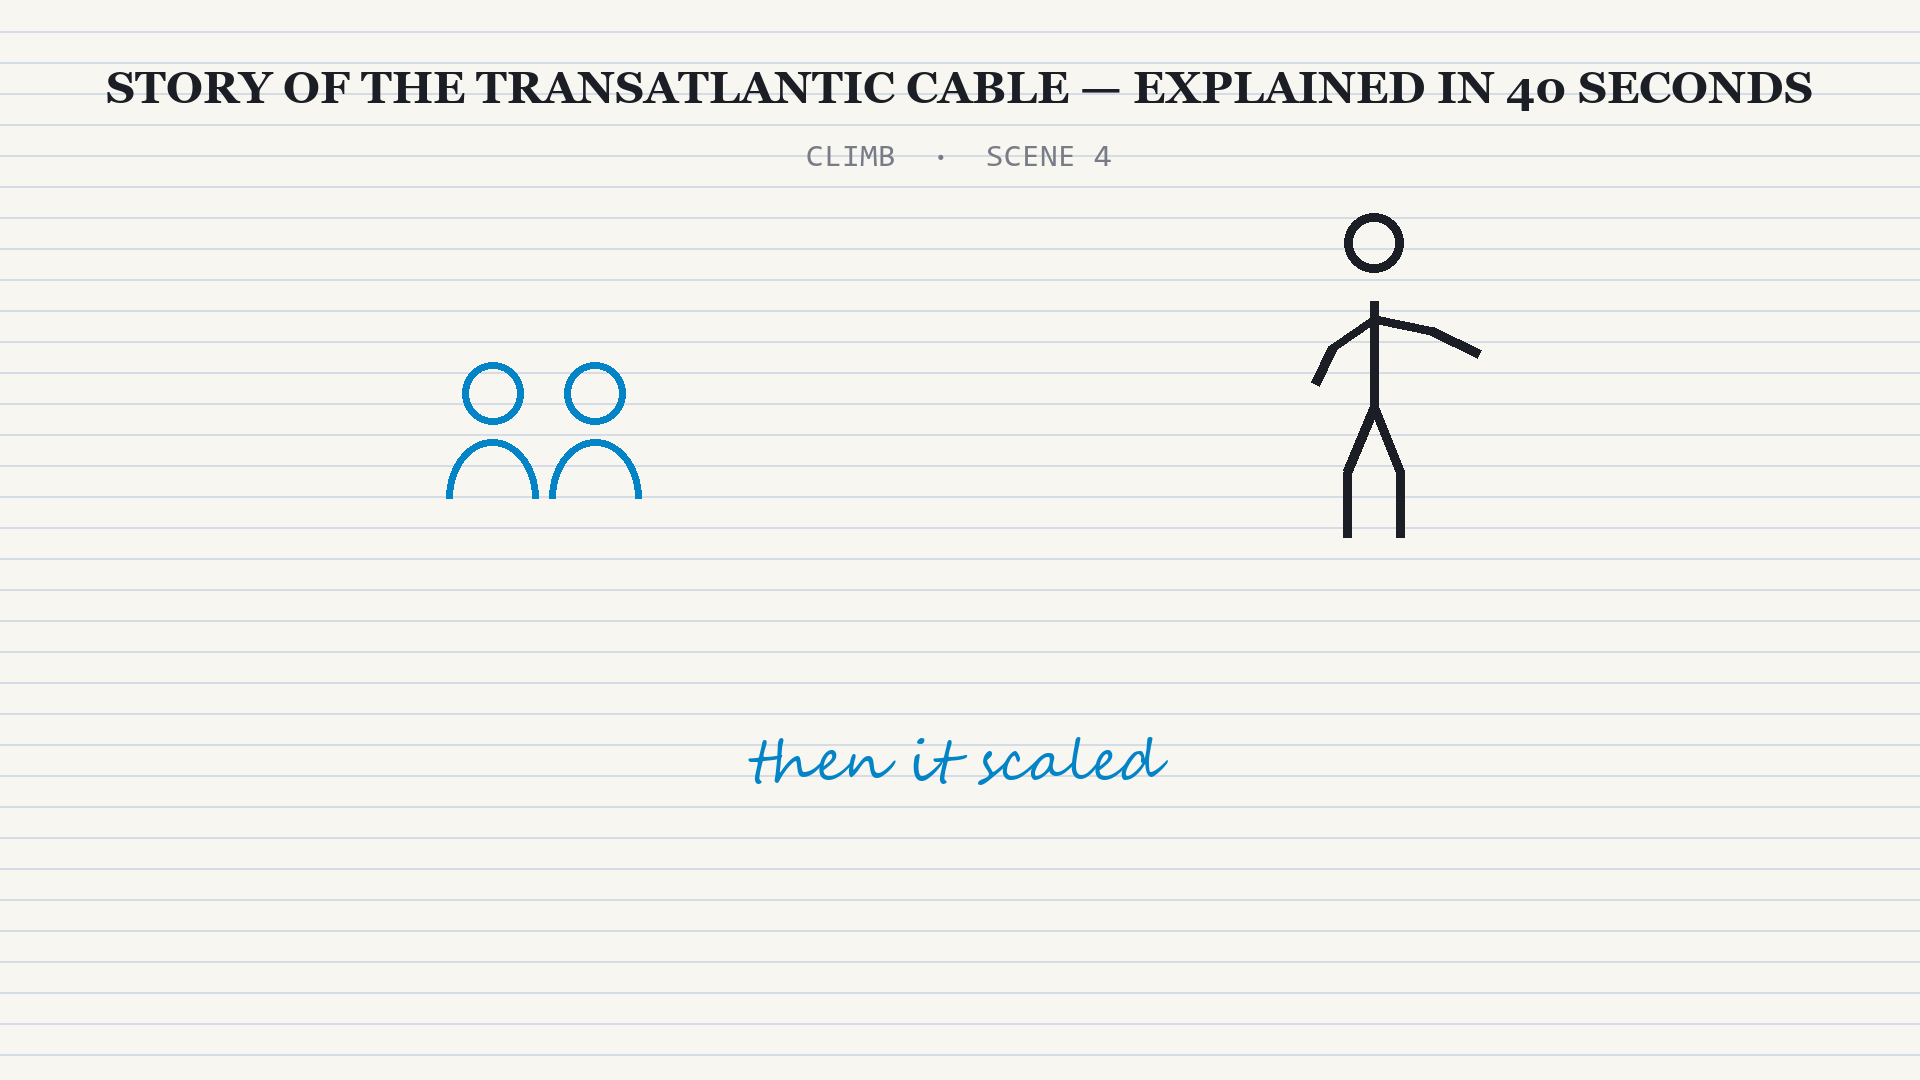 STORY OF THE TRANSATLANTIC CABLE — EXPLAINED IN 40 SECONDS
CLIMB · SCENE 4
then it scaled